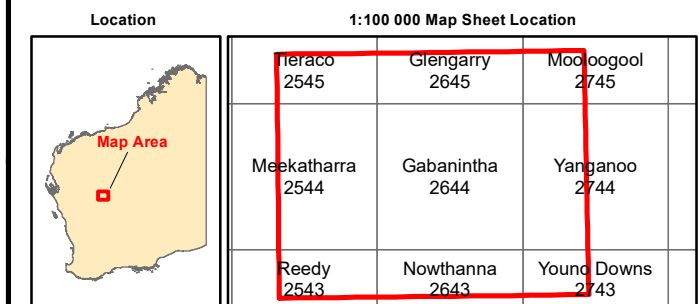 Location
1:100 000 Map Sheet Location
Map Area
Tieraco
2545
Glengarry
2645
Mooloogool
2745
Meekatharra
2544
Gabanintha
2644
Yanganoo
2744
Reedy
2543
Nowthanna
2643
Youno Downs
2743